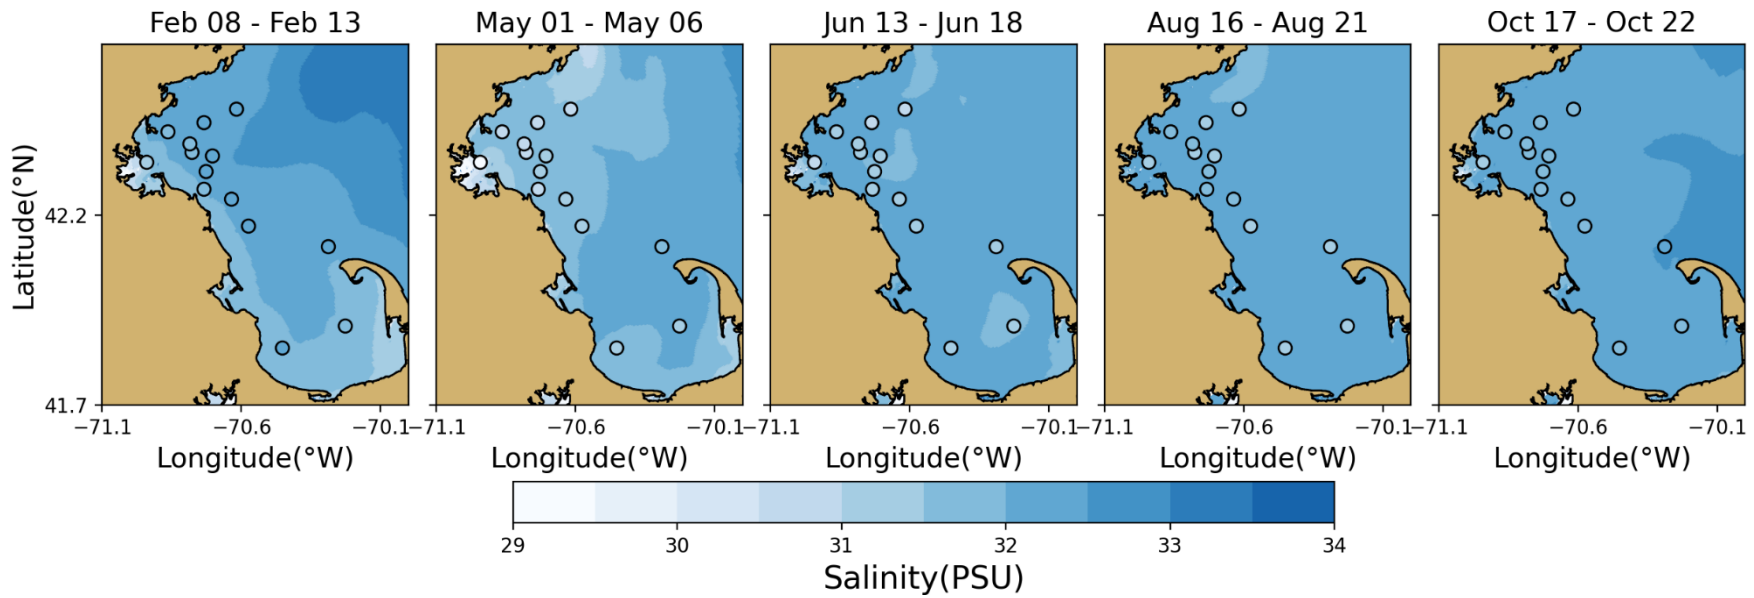 Feb 08 - Feb 13 May 01 - May 06 Jun 13 - Jun 18 Aug 16 - Aug 21 Oct 17 - Oct 22
Latitude(°N)
42.2
41.7
−71.1 −70.6 −70.1 −71.1 −70.6 −70.1 −71.1 −70.6 −70.1 −71.1 −70.6 −70.1 −71.1 −70.6 −70.1
Longitude(°W) Longitude(°W) Longitude(°W) Longitude(°W) Longitude(°W)
29 30 31 32 33 34
Salinity(PSU)